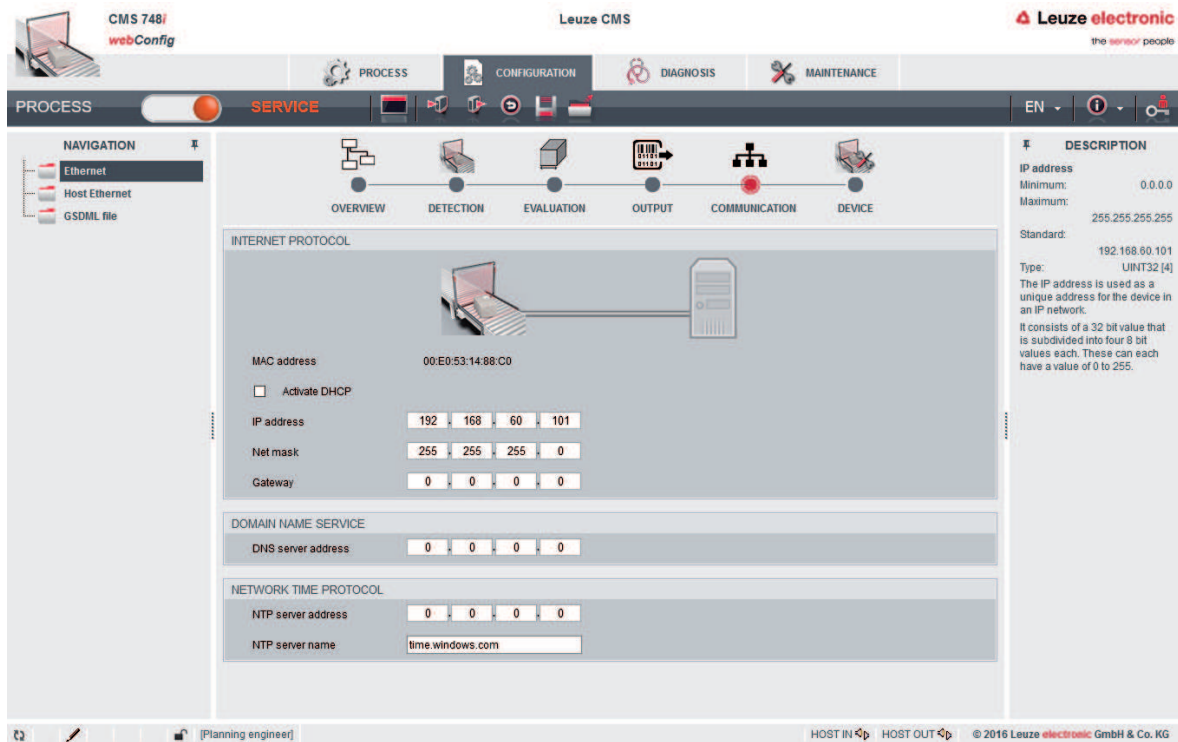 CMS 748i
webConfig
Leuze CMS
Leuze electronic
the sensor people
PROCESS
CONFIGURATION
DIAGNOSIS
MAINTENANCE
PROCESS
SERVICE
EN
NAVIGATION
Ethernet
Host Ethernet
GSDML file
OVERVIEW
DETECTION
EVALUATION
OUTPUT
COMMUNICATION
DEVICE
INTERNET PROTOCOL
MAC address 00:E0:53:14:88:C0
Activate DHCP
IP address 192 . 168 . 60 . 101
Net mask 255 . 255 . 255 . 0
Gateway 0 . 0 . 0 . 0
DOMAIN NAME SERVICE
DNS server address 0 . 0 . 0 . 0
NETWORK TIME PROTOCOL
NTP server address 0 . 0 . 0 . 0
NTP server name time.windows.com
DESCRIPTION
IP address
Minimum: 0.0.0.0
Maximum:
255.255.255.255
Standard:
192.168.60.101
Type: UINT32 [4]
The IP address is used as a
unique address for the device in
an IP network.
It consists of a 32 bit value that
is subdivided into four 8 bit
values each. These can each
have a value of 0 to 255.
[Planning engineer]
HOST IN
HOST OUT
© 2016 Leuze electronic GmbH & Co. KG